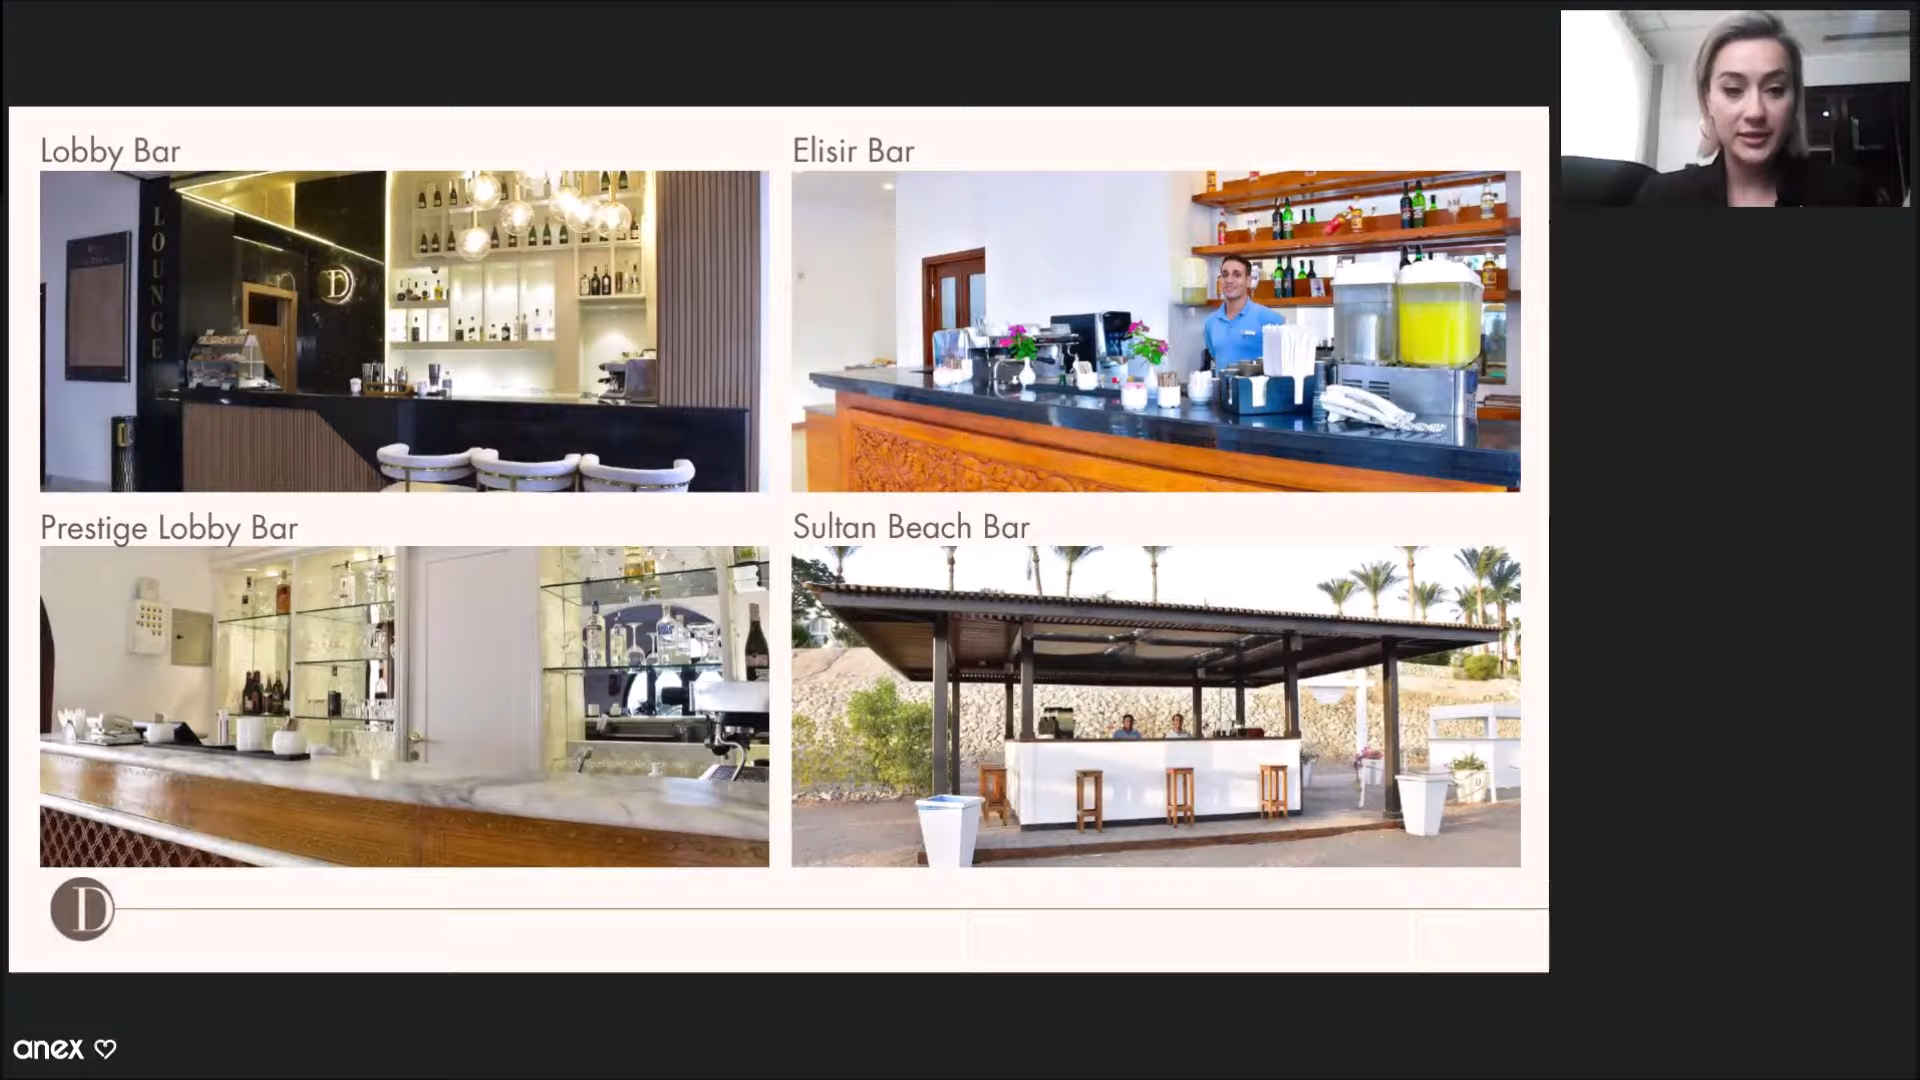 Lobby Bar
Elisir Bar
LOUNGE
D
Prestige Lobby Bar
Sultan Beach Bar
D
anex